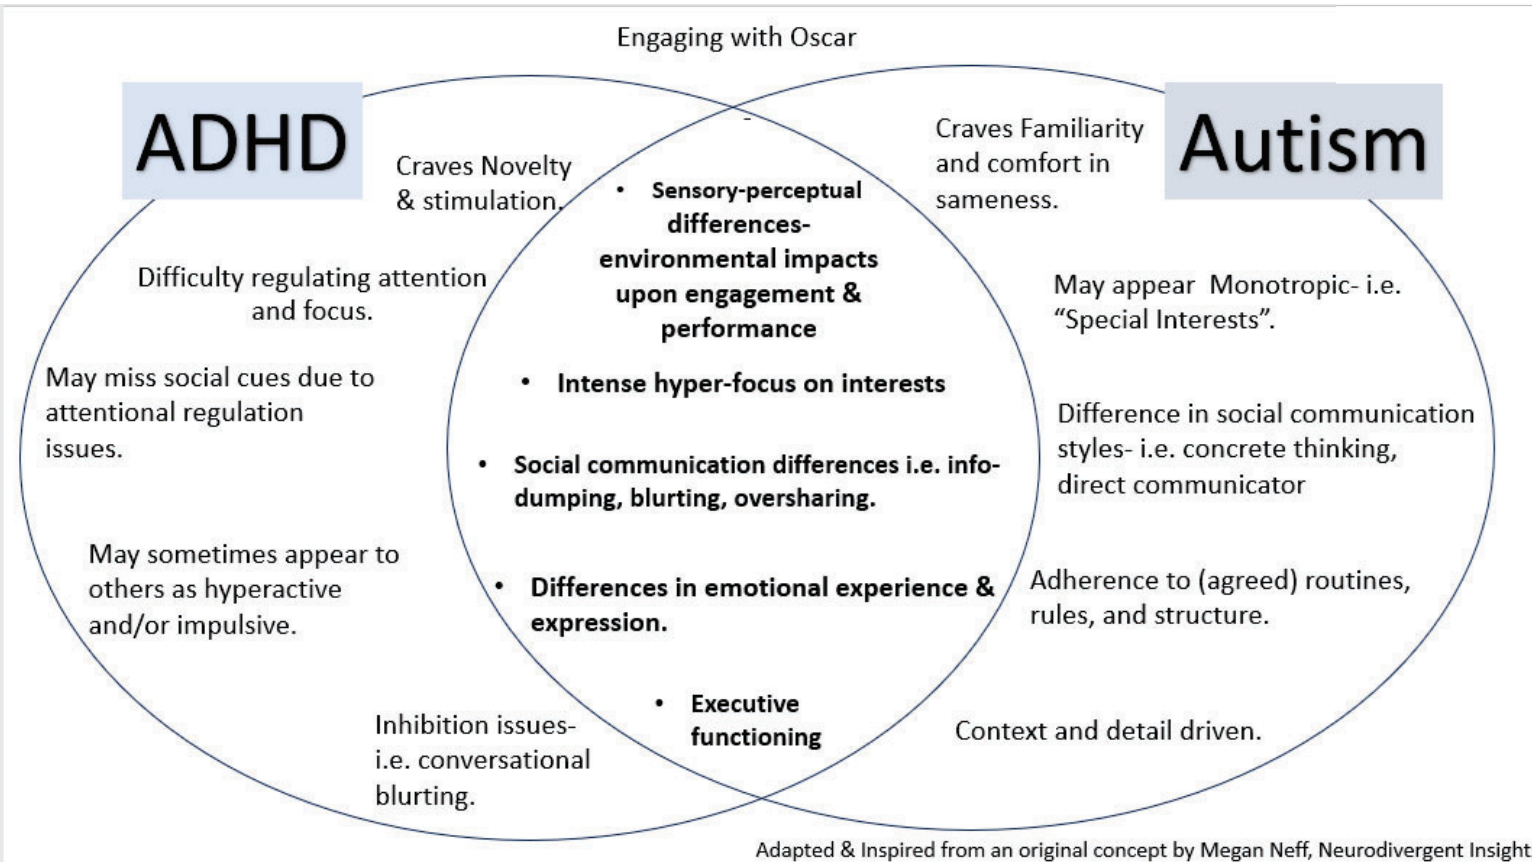 Engaging with Oscar
ADHD
Craves Novelty
& stimulation.
Difficulty regulating attention
and focus.
May miss social cues due to
attentional regulation
issues.
May sometimes appear to
others as hyperactive
and/or impulsive.
Inhibition issues-
i.e. conversational
blurting.
-
• Sensory-perceptual
differences-
environmental impacts
upon engagement &
performance
• Intense hyper-focus on interests
• Social communication differences i.e. info-
dumping, blurting, oversharing.
• Differences in emotional experience &
expression.
• Executive
functioning
Autism
Craves Familiarity
and comfort in
sameness.
May appear Monotropic- i.e.
“Special Interests”.
Difference in social communication
styles- i.e. concrete thinking,
direct communicator
Adherence to (agreed) routines,
rules, and structure.
Context and detail driven.
Adapted & Inspired from an original concept by Megan Neff, Neurodivergent Insight